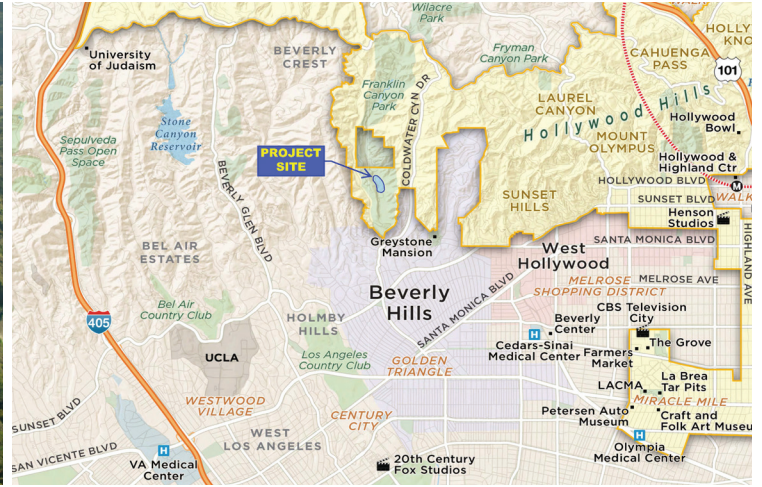 Wilacre
Park
HOLLY
KNO
University
of Judaism
BEVERLY
CREST
Fryman
Canyon Park
CAHUENGA
PASS
101
Franklin
Canyon
Park
COLDWATER CYN DR
LAUREL
CANYON
Hollywood Hills
Hollywood
Bowl
Stone
Canyon
Reservoir
MOUNT
OLYMPUS
Sepulveda
Pass Open
Space
PROJECT
SITE
Hollywood &
Highland Ctr
HOLLYWOOD BLVD
M
BEVERLY GLEN BLVD
SUNSET
HILLS
SUNSET BLVD
WALK
Henson
Studios
Greystone
Mansion
SANTA MONICA BLVD
HIGHLAND AVE
BEL AIR
ESTATES
West
Hollywood
MELROSE AVE
MELROSE
SHOPPING DISTRICT
Beverly
Hills
SANTA MONICA BLVD
CBS Television
City
Bel Air
Country Club
405
HOLMBY
HILLS
Beverly
Center
H
Cedars-Sinai
Medical Center
Farmers
Market
The Grove
UCLA
Los Angeles
Country Club
GOLDEN
TRIANGLE
LACMA
La Brea
Tar Pits
MIRACLE MILE
WESTWOOD
VILLAGE
CENTURY
CITY
Petersen Auto
Museum
Craft and
Folk Art Museu
SUNSET BLVD
WEST
LOS ANGELES
H
Olympia
Medical Center
SAN VICENTE BLVD
H
VA Medical
Center
20th Century
Fox Studios